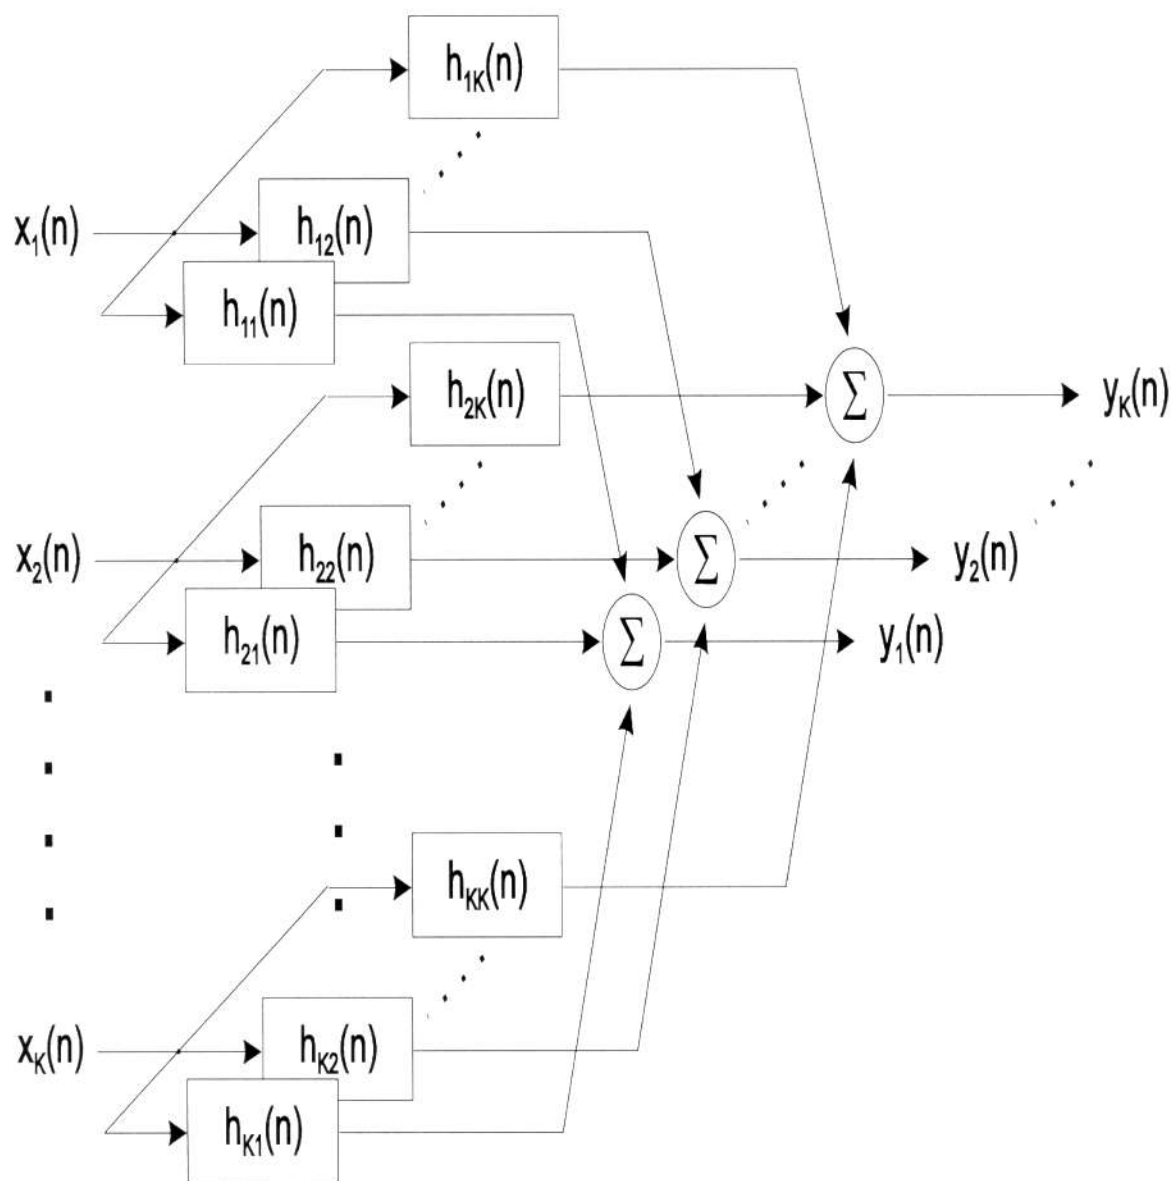 h₁K(n)
x₁(n)
h₁₂(n)
h₁₁(n)
h₂K(n)
Σ
yK(n)
x₂(n)
h₂₂(n)
Σ
y₂(n)
h₂₁(n)
Σ
y₁(n)
hKK(n)
xK(n)
hK₂(n)
hK₁(n)